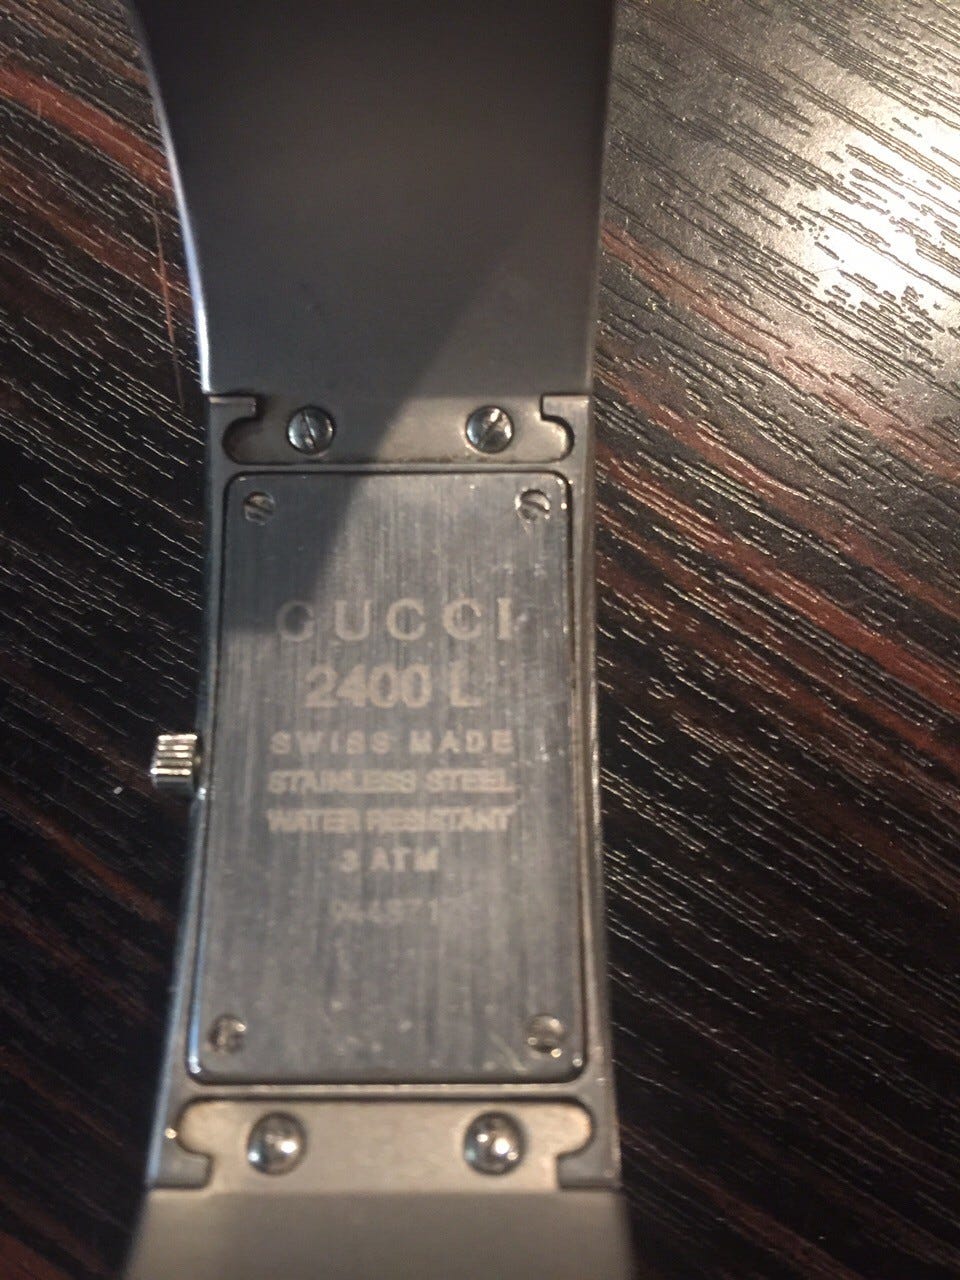 GUCCI
2400 L
SWISS MADE
STAINLESS STEEL
WATER RESISTANT
3 ATM